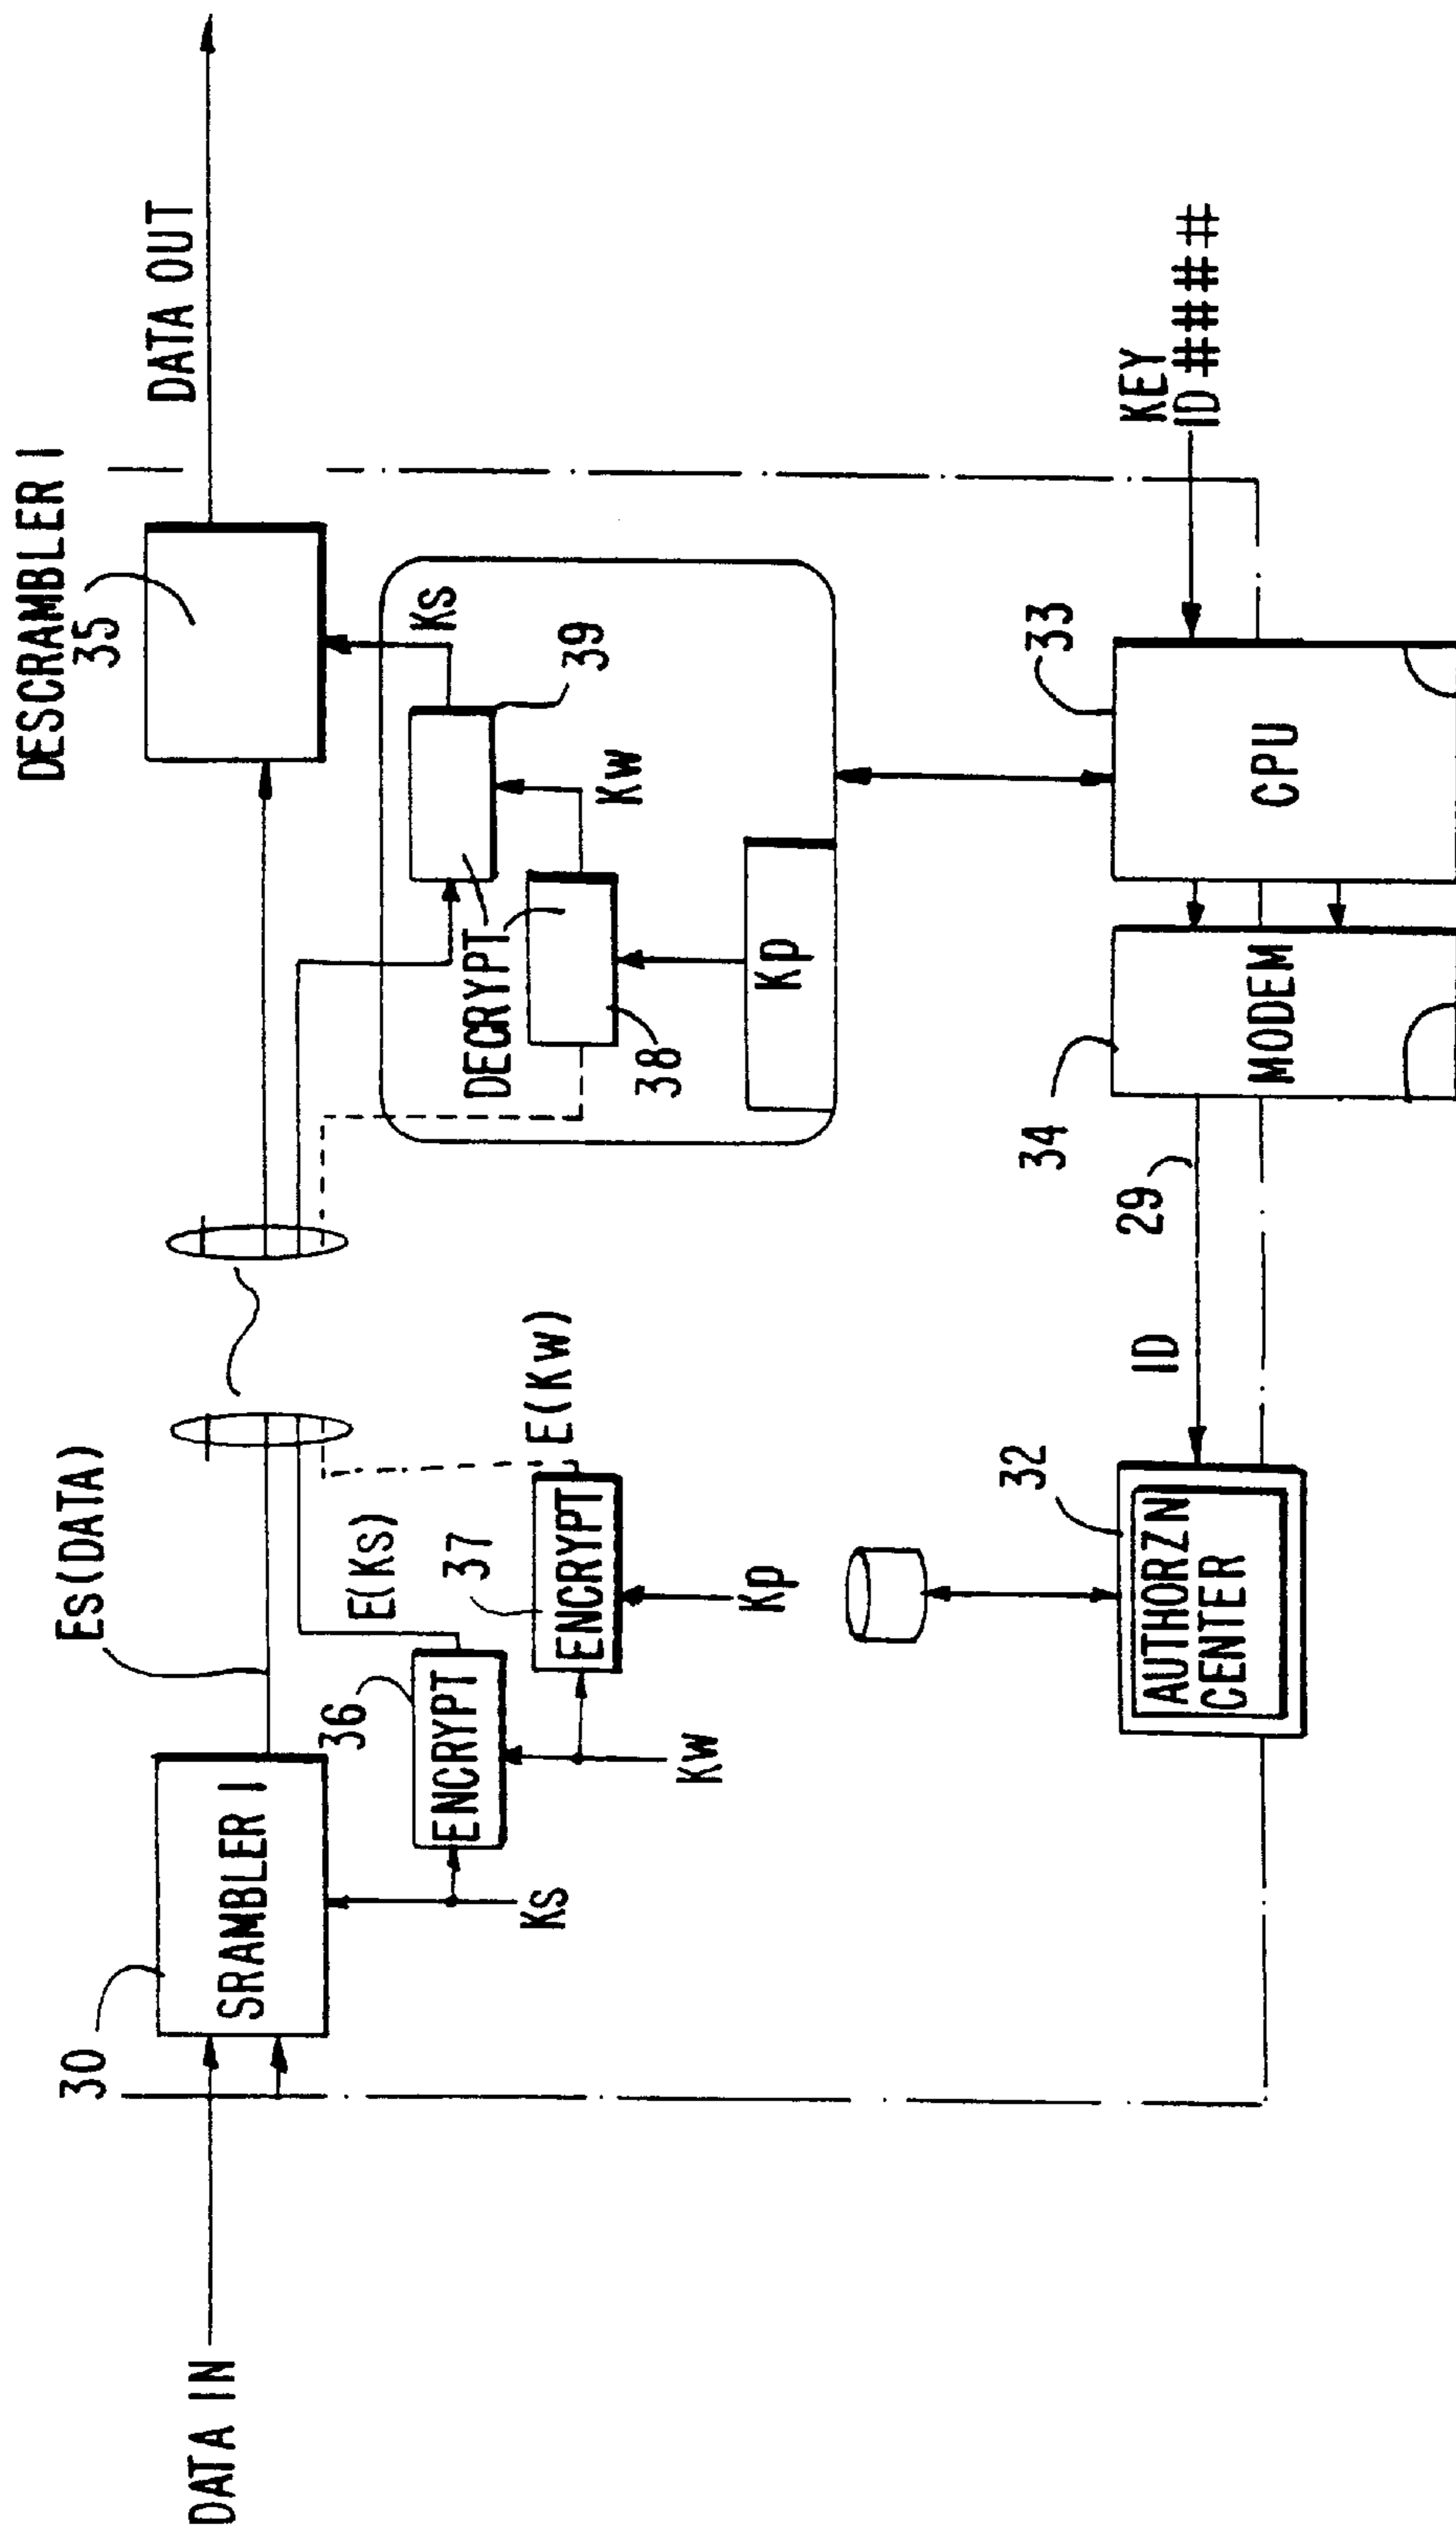 DATA IN
30
SRAMBLER I
Es(DATA)
DESCRAMBLER I
35
DATA OUT
Ks
36
ENCRYPT
E(Ks)
Kw
37
ENCRYPT
E(Kw)
Kp
DECRYPT
38
39
Kw
Ks
Kp
32
AUTHORZN
CENTER
ID
29
34
MODEM
33
CPU
KEY
ID####